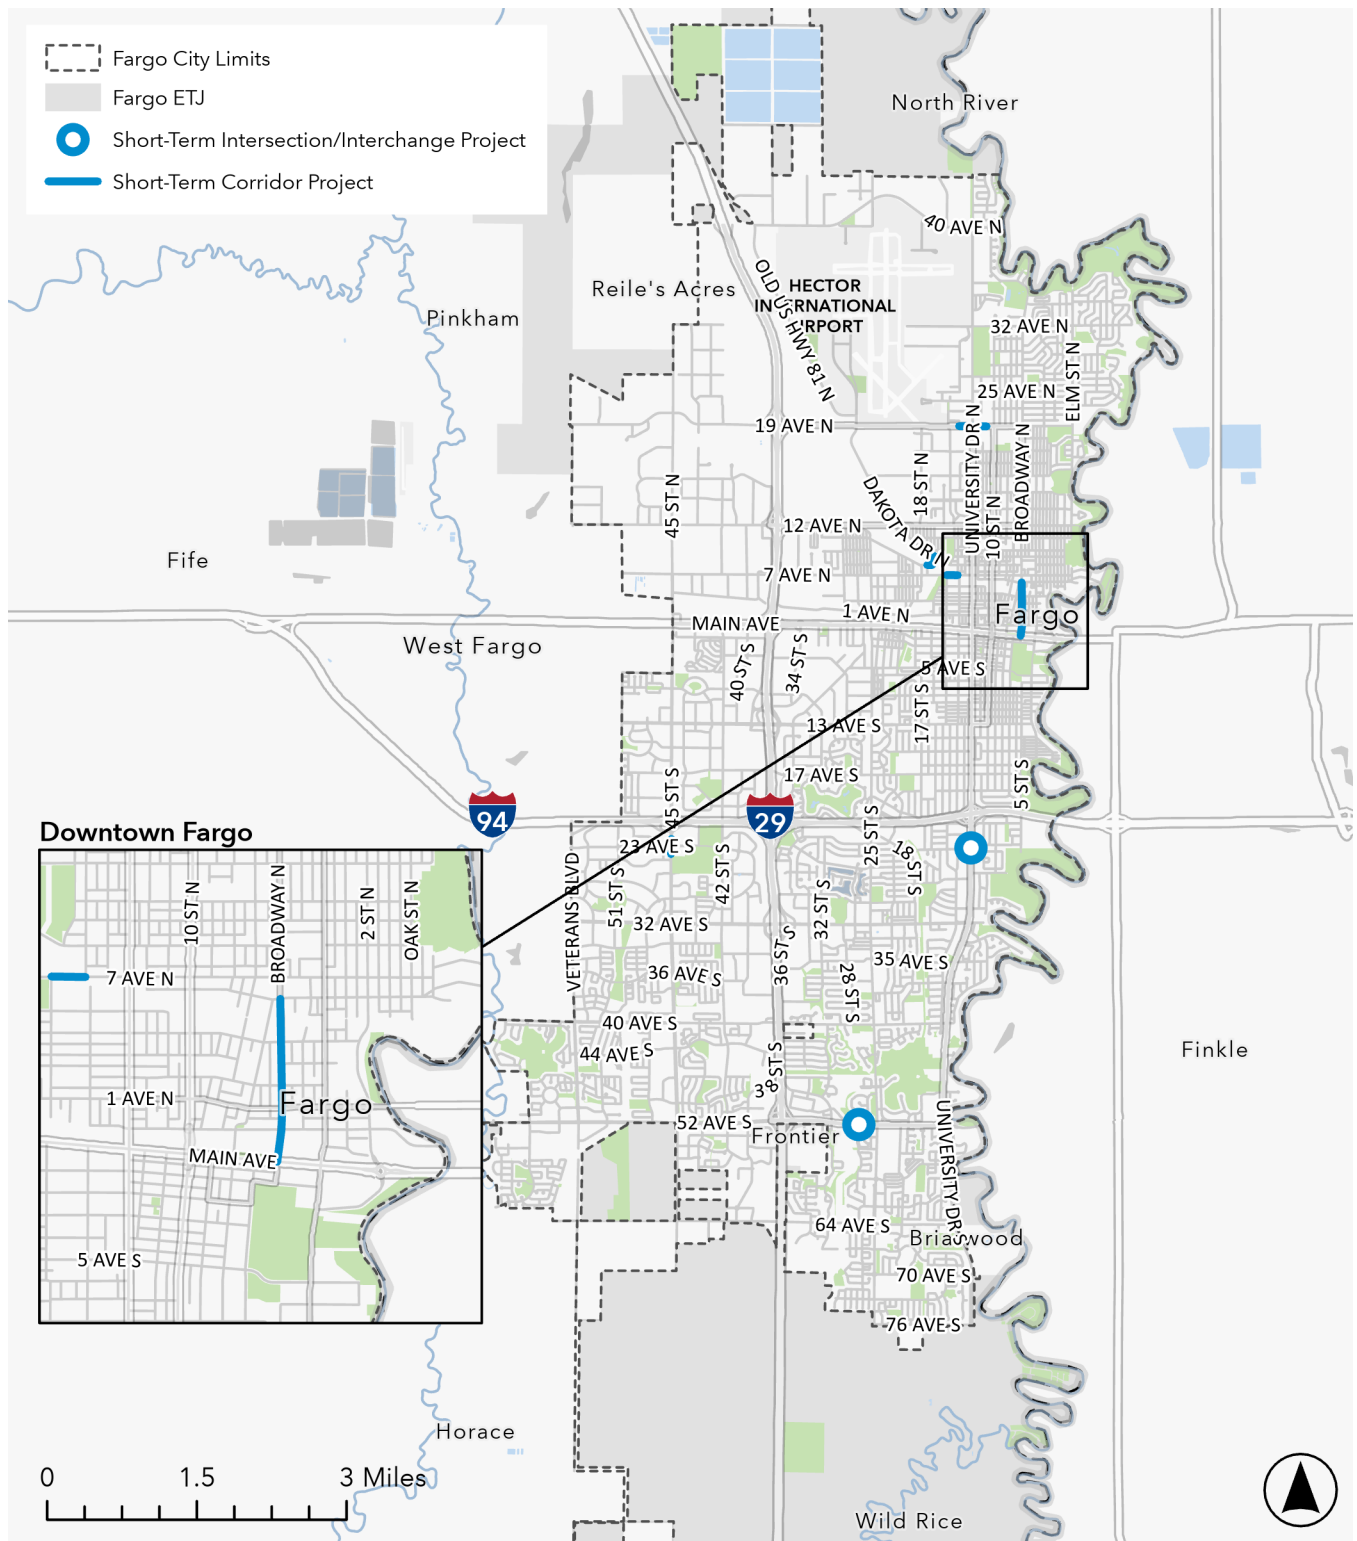 Fargo City Limits
Fargo ETJ
Short-Term Intersection/Interchange Project
Short-Term Corridor Project
North River
40 AVE N
OLD US HWY 81 N
Reile's Acres
HECTOR
INTERNATIONAL
AIRPORT
Pinkham
32 AVE N
ELM ST N
25 AVE N
19 AVE N
UNIVERSITY DR N
BROADWAY N
18 ST N
45 ST N
DAKOTA DR N
10 ST N
12 AVE N
Fife
7 AVE N
1 AVE N
Fargo
MAIN AVE
West Fargo
40 ST S
34 ST S
5 AVE S
17 ST S
13 AVE S
17 AVE S
5 ST S
45 ST S
94
29
25 ST S
18 ST S
23 AVE S
42 ST S
51 ST S
VETERANS BLVD
32 ST S
32 AVE S
36 ST S
35 AVE S
36 AVE S
28 ST S
40 AVE S
44 AVE S
38 ST S
Finkle
52 AVE S
Frontier
UNIVERSITY DR S
64 AVE S
Briarwood
70 AVE S
76 AVE S
Downtown Fargo
10 ST N
BROADWAY N
2 ST N
OAK ST N
7 AVE N
1 AVE N
Fargo
MAIN AVE
5 AVE S
Horace
Wild Rice
0 1.5 3 Miles